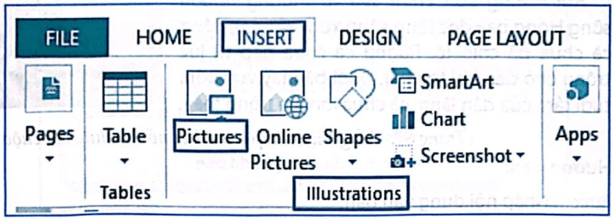 FILE HOME INSERT DESIGN PAGE LAYOUT
Pages
Table
Pictures
Online
Pictures
Shapes
SmartArt
Chart
Screenshot
Apps
Tables
Illustrations